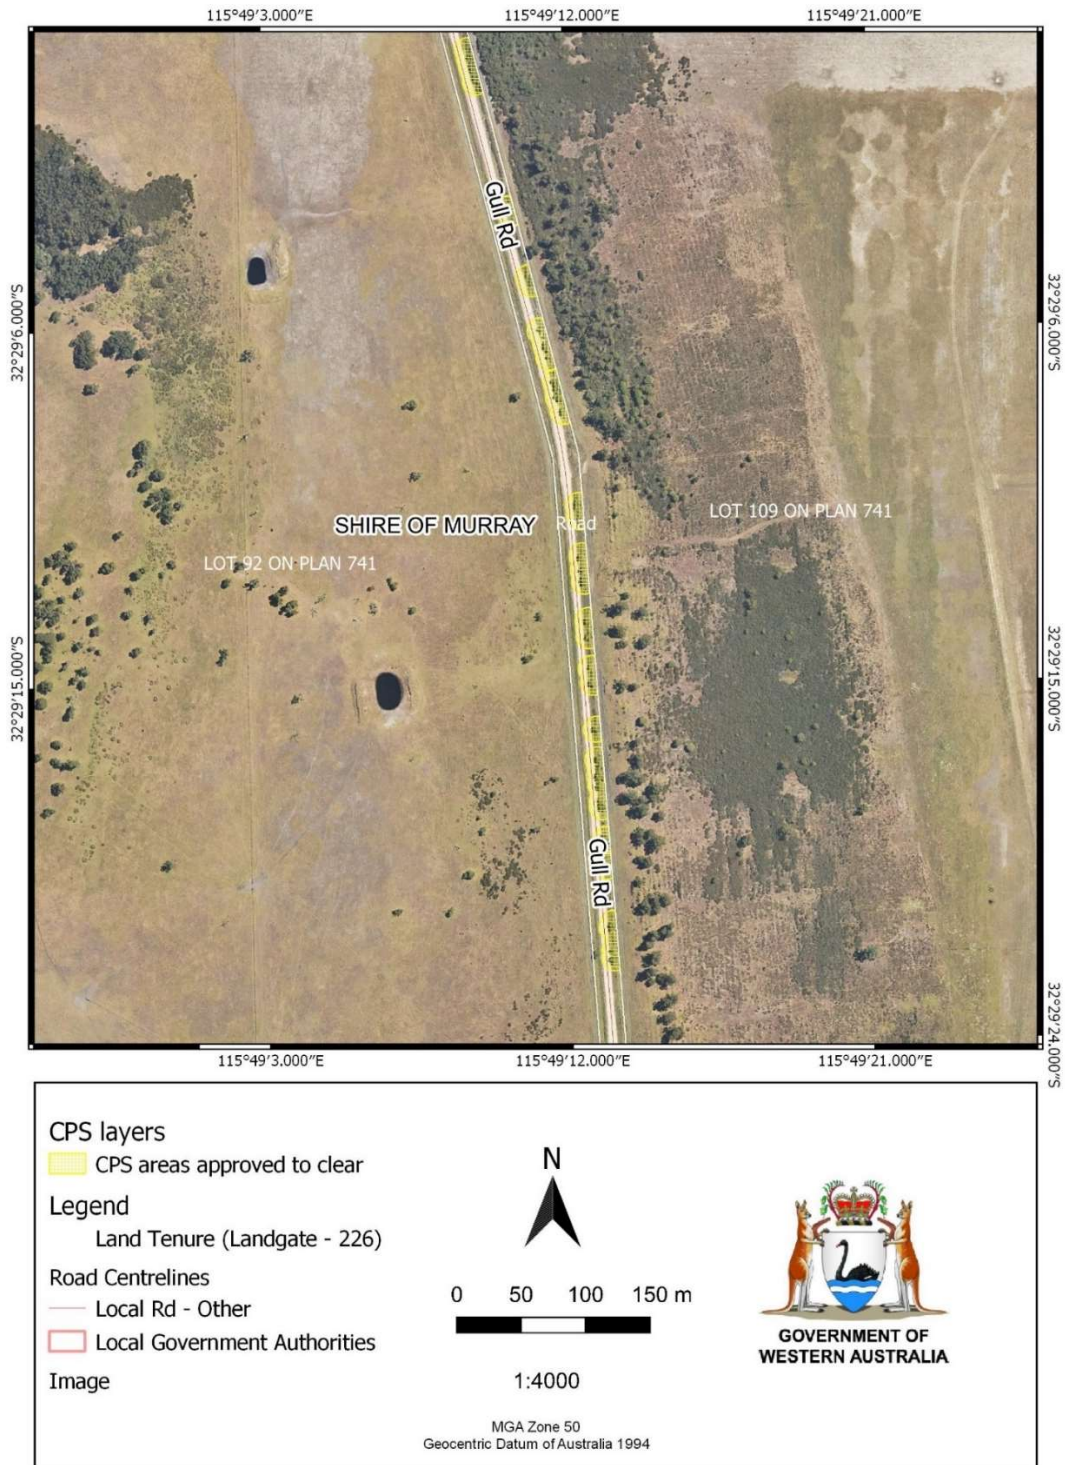 115°49'3.000"E
115°49'12.000"E
115°49'21.000"E
Gull Rd
32°29'6.000"S
32°29'6.000"S
LOT 109 ON PLAN 741
SHIRE OF MURRAY
Road
LOT 92 ON PLAN 741
32°29'15.000"S
32°29'15.000"S
Gull Rd
32°29'24.000"S
115°49'3.000"E
115°49'12.000"E
115°49'21.000"E
CPS layers
CPS areas approved to clear
Legend
Land Tenure (Landgate - 226)
Road Centrelines
Local Rd - Other
Local Government Authorities
Image
N
0 50 100 150 m
1:4000
MGA Zone 50
Geocentric Datum of Australia 1994
GOVERNMENT OF
WESTERN AUSTRALIA